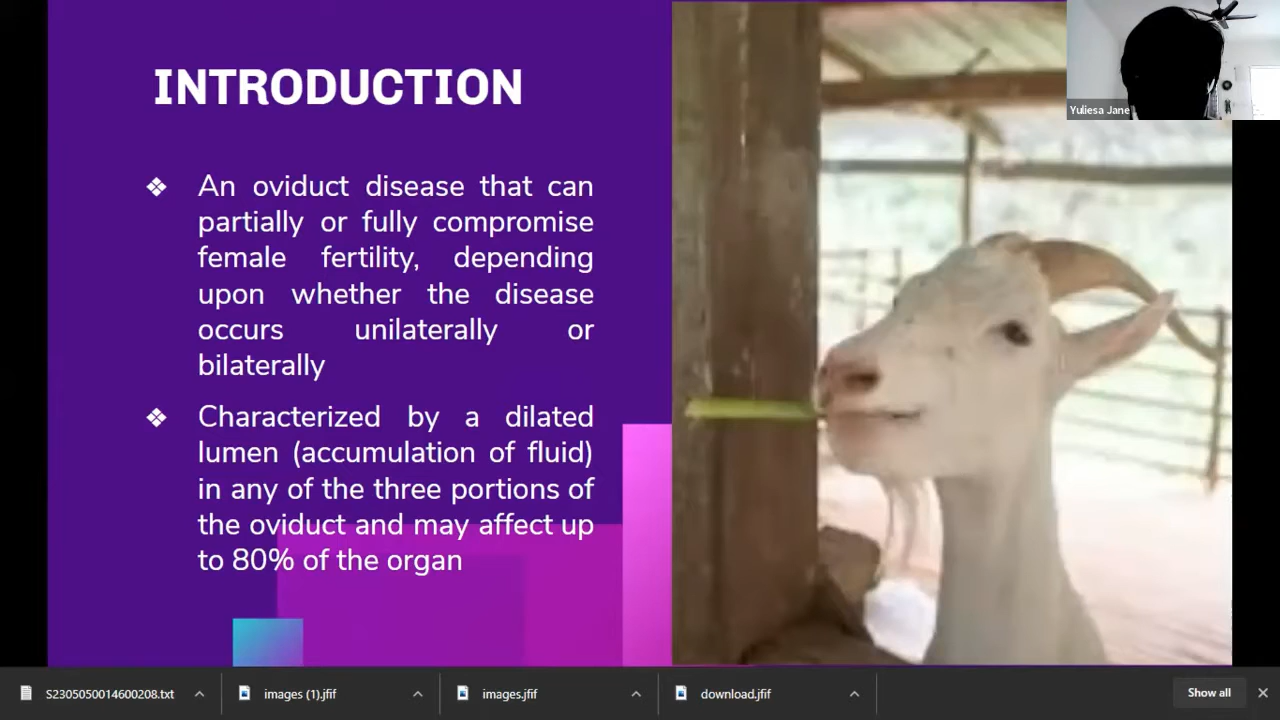 INTRODUCTION
Yuliesa Jane
❖ An oviduct disease that can
partially or fully compromise
female fertility, depending
upon whether the disease
occurs unilaterally or
bilaterally
❖ Characterized by a dilated
lumen (accumulation of fluid)
in any of the three portions of
the oviduct and may affect up
to 80% of the organ
S2305050014600208.txt
images (1).jfif
images.jfif
download.jfif
Show all